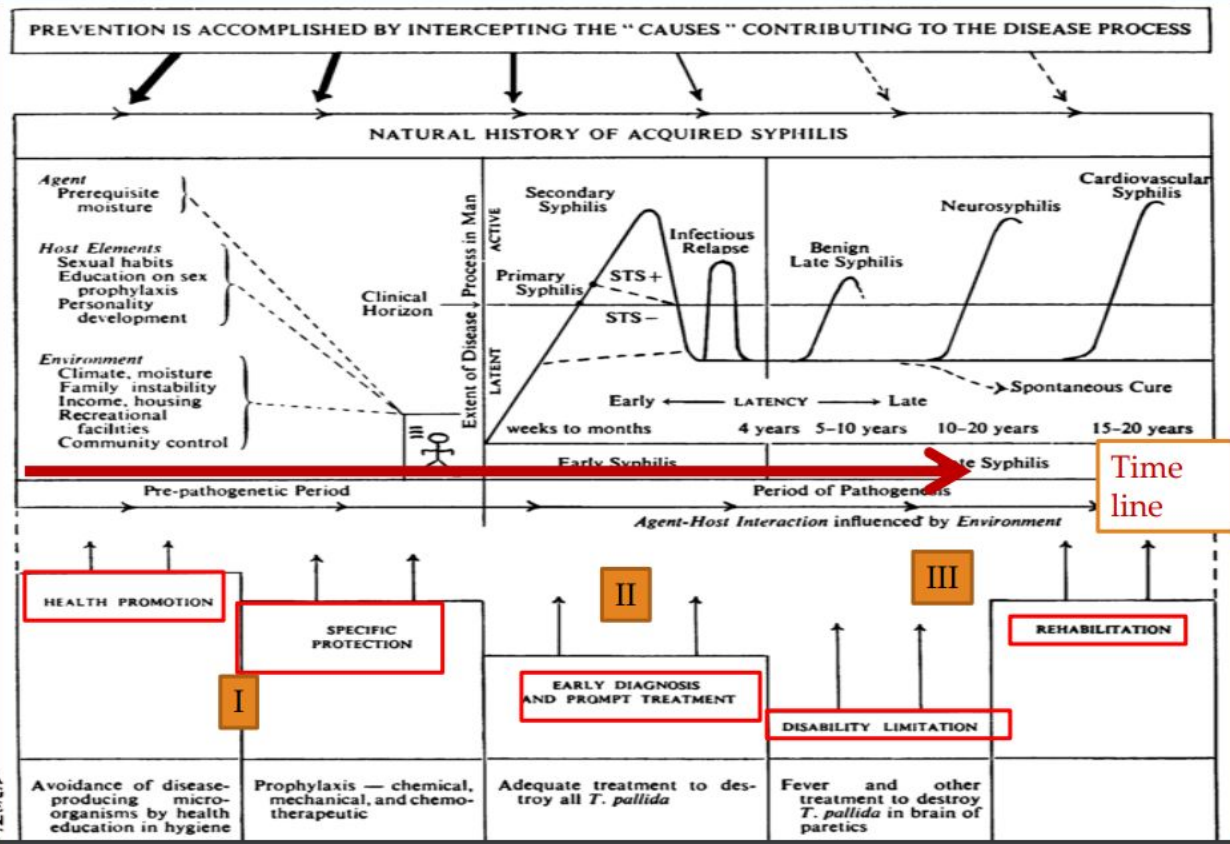 PREVENTION IS ACCOMPLISHED BY INTERCEPTING THE "CAUSES" CONTRIBUTING TO THE DISEASE PROCESS
NATURAL HISTORY OF ACQUIRED SYPHILIS
Agent
Prerequisite
moisture
Host Elements
Sexual habits
Education on sex
prophylaxis
Personality
development
Environment
Climate, moisture
Family instability
Income, housing
Recreational
facilities
Community control
Clinical
Horizon
Extent of Disease Process in Man
LATENT
ACTIVE
Secondary
Syphilis
Primary
Syphilis
STS+
STS−
Infectious
Relapse
Benign
Late Syphilis
Neurosyphilis
Cardiovascular
Syphilis
Spontaneous Cure
Early
LATENCY
Late
weeks to months
4 years
5-10 years
10-20 years
15-20 years
Early Syphilis
Syphilis
Time
line
Pre-pathogenetic Period
Period of Pathogenesis
Agent-Host Interaction influenced by Environment
HEALTH PROMOTION
SPECIFIC
PROTECTION
I
II
III
EARLY DIAGNOSIS
AND PROMPT TREATMENT
DISABILITY LIMITATION
REHABILITATION
Avoidance of disease-
producing micro-
organisms by health
education in hygiene
Prophylaxis — chemical,
mechanical, and chemo-
therapeutic
Adequate treatment to des-
troy all T. pallida
Fever and other
treatment to destroy
T. pallida in brain of
paretics